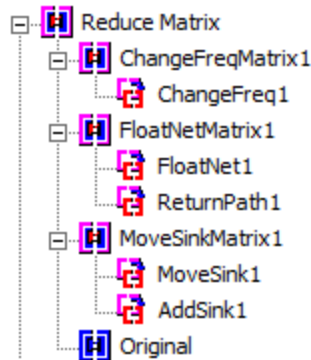 Reduce Matrix
ChangeFreqMatrix1
ChangeFreq1
FloatNetMatrix1
FloatNet1
ReturnPath1
MoveSinkMatrix1
MoveSink1
AddSink1
Original